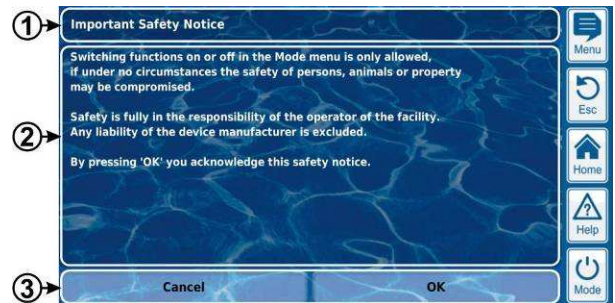 1
Important Safety Notice
Menu
2
Switching functions on or off in the Mode menu is only allowed,
if under no circumstances the safety of persons, animals or property
may be compromised.
Safety is fully in the responsibility of the operator of the facility.
Any liability of the device manufacturer is excluded.
By pressing 'OK' you acknowledge this safety notice.
Esc
Home
?
Help
3
Cancel
OK
Mode